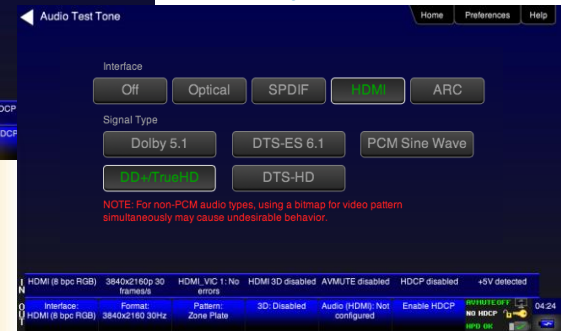 Audio Test Tone
Home Preferences Help
Interface
Off Optical SPDIF HDMI ARC
Signal Type
Dolby 5.1 DTS-ES 6.1 PCM Sine Wave
DD+/TrueHD DTS-HD
NOTE: For non-PCM audio types, using a bitmap for video pattern
simultaneously may cause undesirable behavior.
DCP
DCP
IN
HDMI (8 bpc RGB) 3840x2160p 30 frames/s HDMI_VIC 1: No errors HDMI 3D disabled AVMUTE disabled HDCP disabled +5V detected
OUT
Interface: HDMI (8 bpc RGB) Format: 3840x2160 30Hz Pattern: Zone Plate 3D: Disabled Audio (HDMI): Not configured Enable HDCP
AVMUTE OFF
NO HDCP
HPD OK
04:24